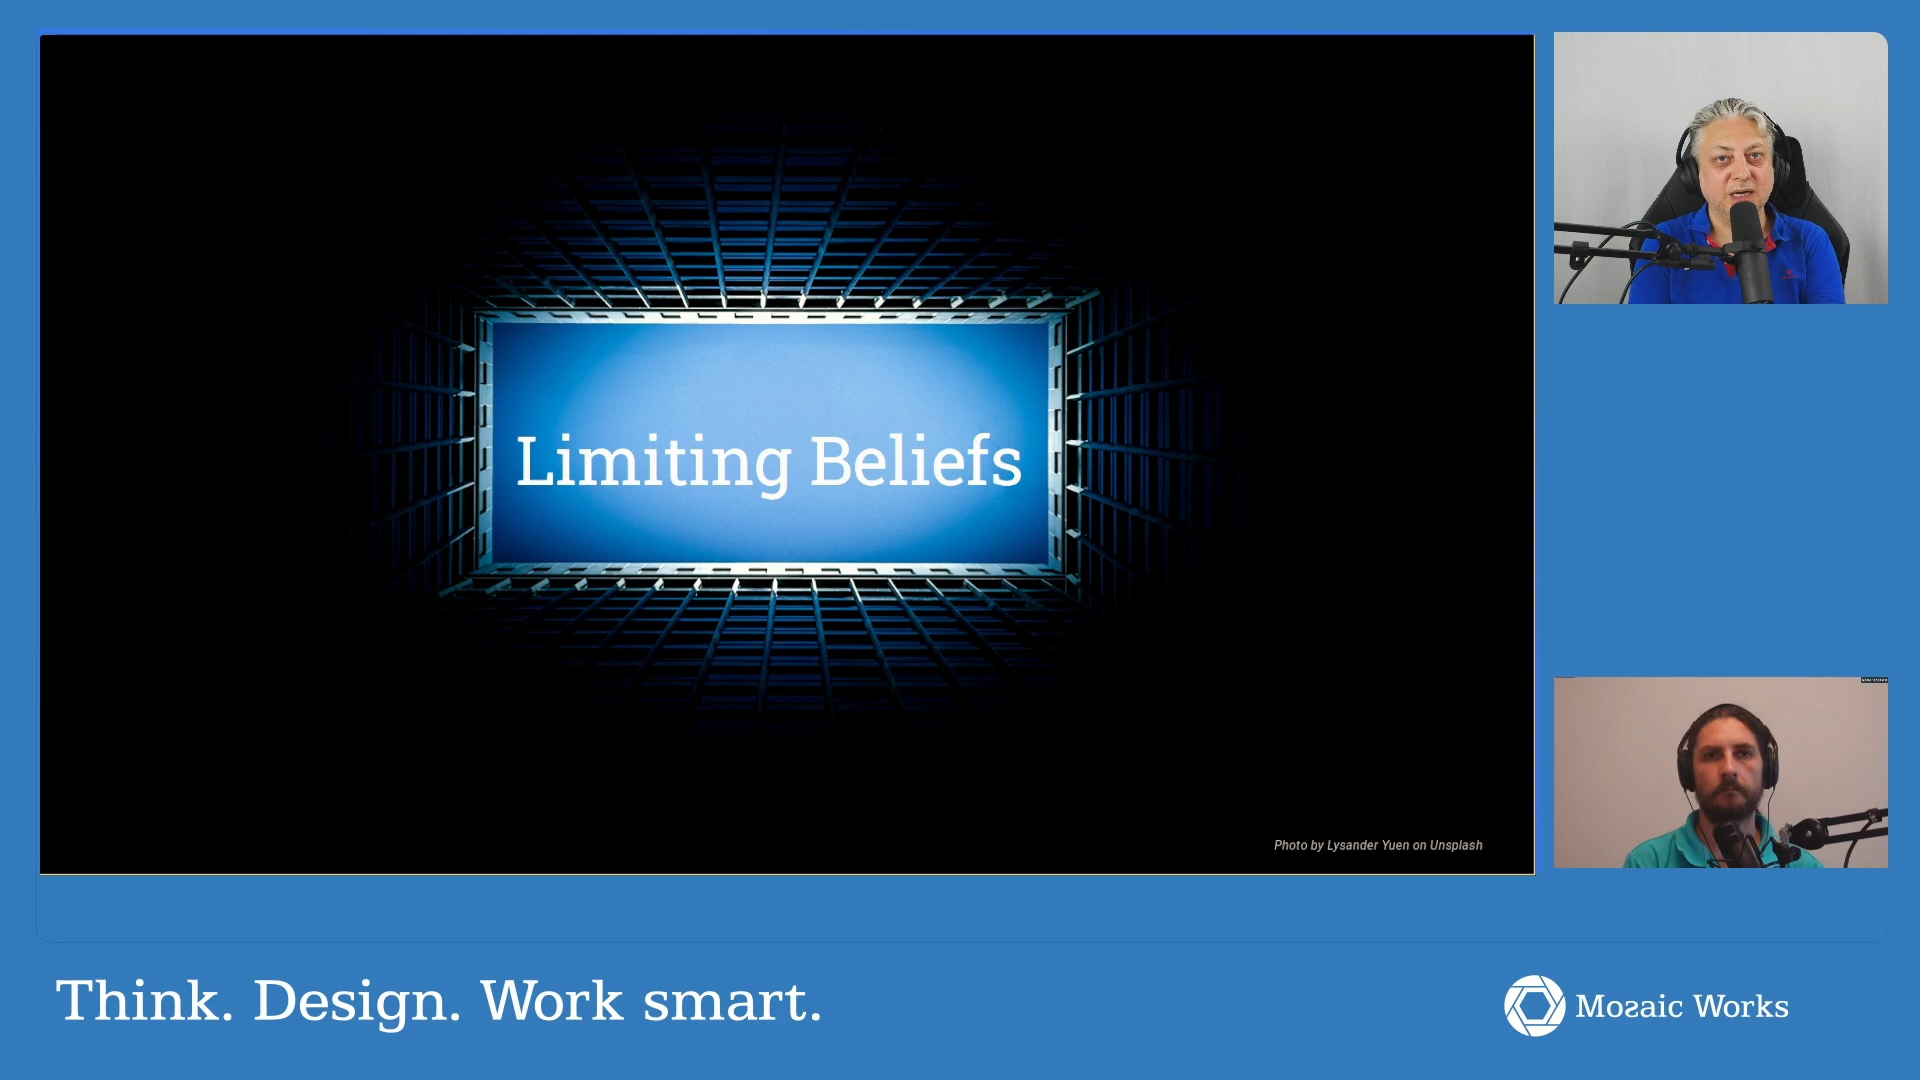 Limiting Beliefs
Photo by Lysander Yuen on Unsplash
Think. Design. Work smart.
Mozaic Works